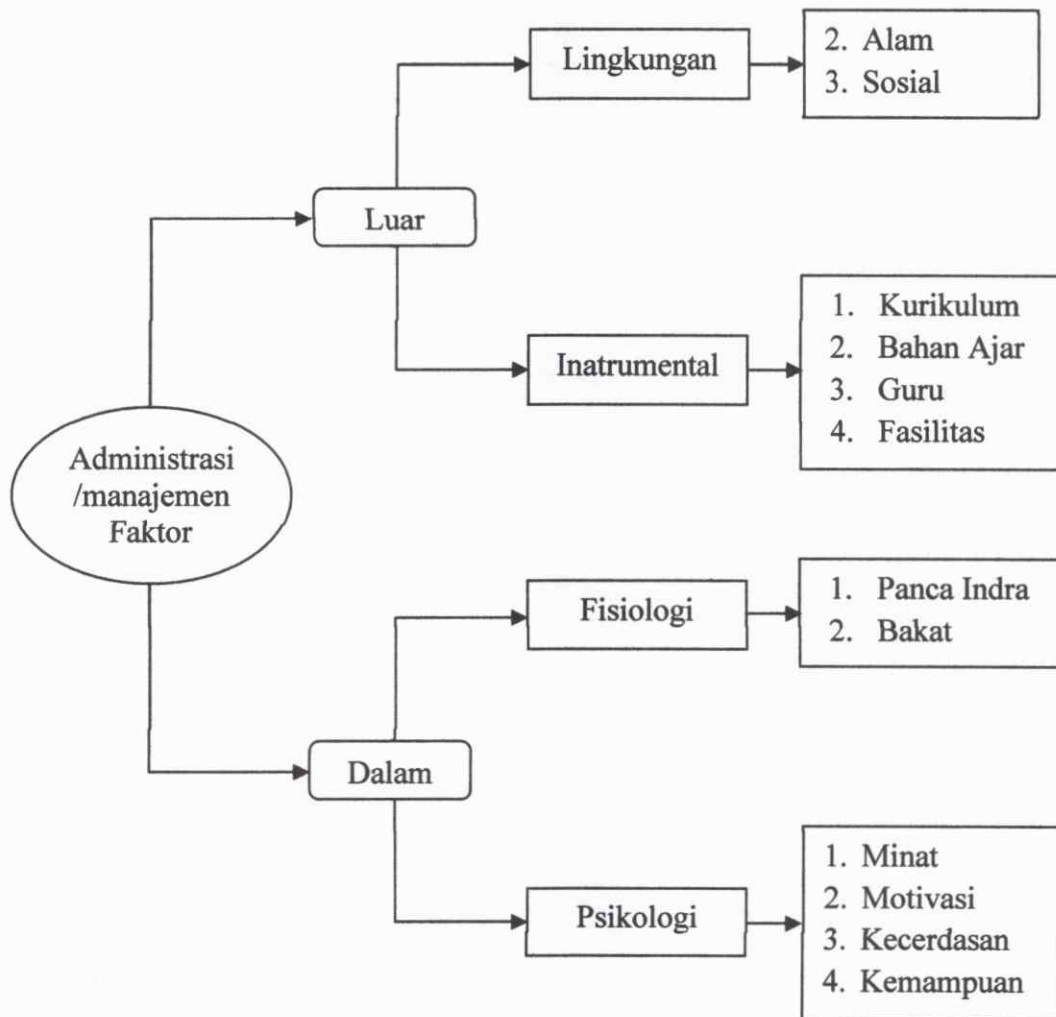 Lingkungan
2. Alam
3. Sosial
Luar
Inatrumental
1. Kurikulum
2. Bahan Ajar
3. Guru
4. Fasilitas
Administrasi
/manajemen
Faktor
Fisiologi
1. Panca Indra
2. Bakat
Dalam
Psikologi
1. Minat
2. Motivasi
3. Kecerdasan
4. Kemampuan